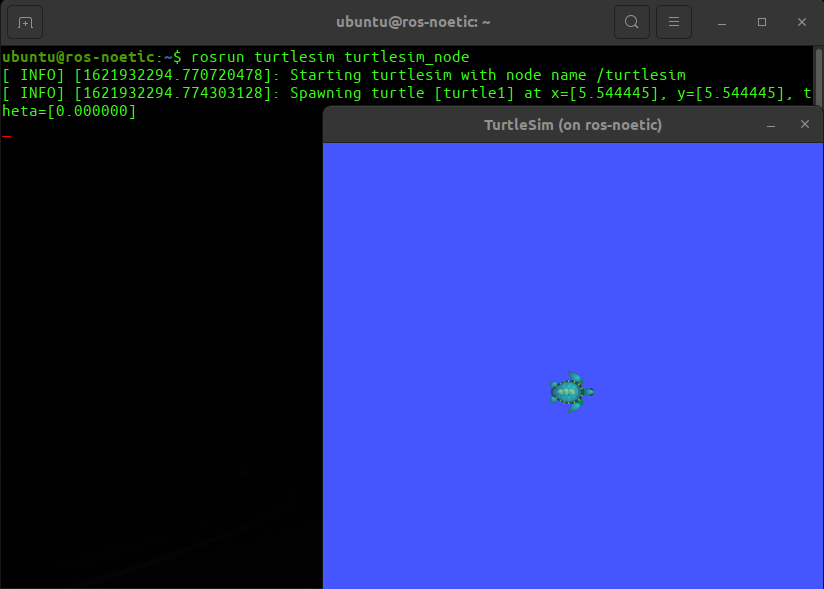 ubuntu@ros-noetic: ~
ubuntu@ros-noetic:~$ rosrun turtlesim turtlesim_node
[ INFO] [1621932294.770720478]: Starting turtlesim with node name /turtlesim
[ INFO] [1621932294.774303128]: Spawning turtle [turtle1] at x=[5.544445], y=[5.544445], t
heta=[0.000000]
TurtleSim (on ros-noetic)